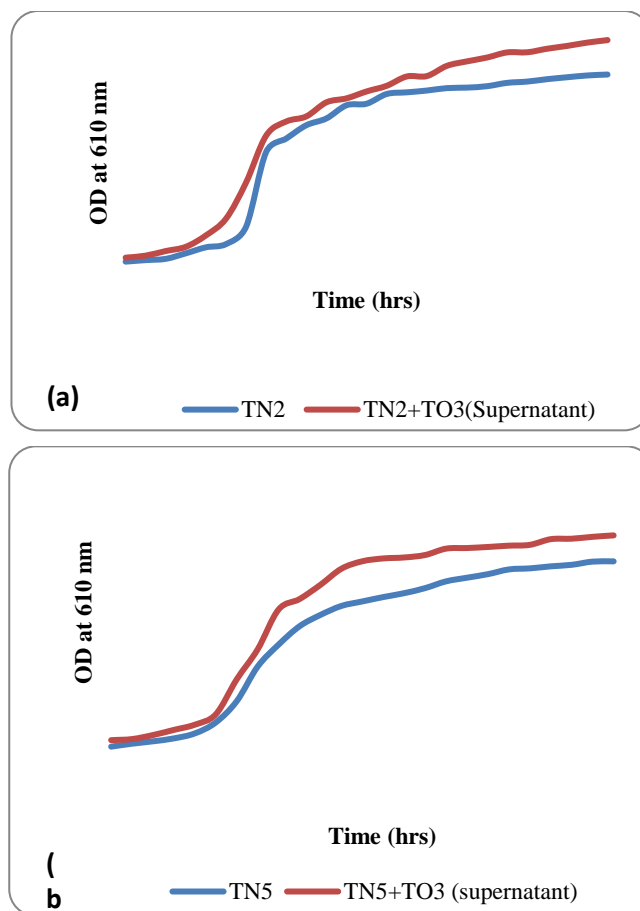 OD at 610 nm
Time (hrs)
(a)
TN2 TN2+TO3(Supernatant)
OD at 610 nm
Time (hrs)
(
b
TN5 TN5+TO3 (supernatant)